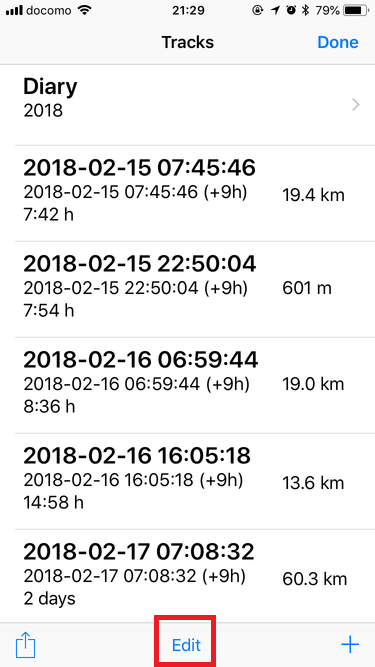 docomo 21:29 79%
Tracks Done
Diary
2018
2018-02-15 07:45:46
2018-02-15 07:45:46 (+9h) 19.4 km
7:42 h
2018-02-15 22:50:04
2018-02-15 22:50:04 (+9h) 601 m
7:54 h
2018-02-16 06:59:44
2018-02-16 06:59:44 (+9h) 19.0 km
8:36 h
2018-02-16 16:05:18
2018-02-16 16:05:18 (+9h) 13.6 km
14:58 h
2018-02-17 07:08:32
2018-02-17 07:08:32 (+9h) 60.3 km
2 days
Edit